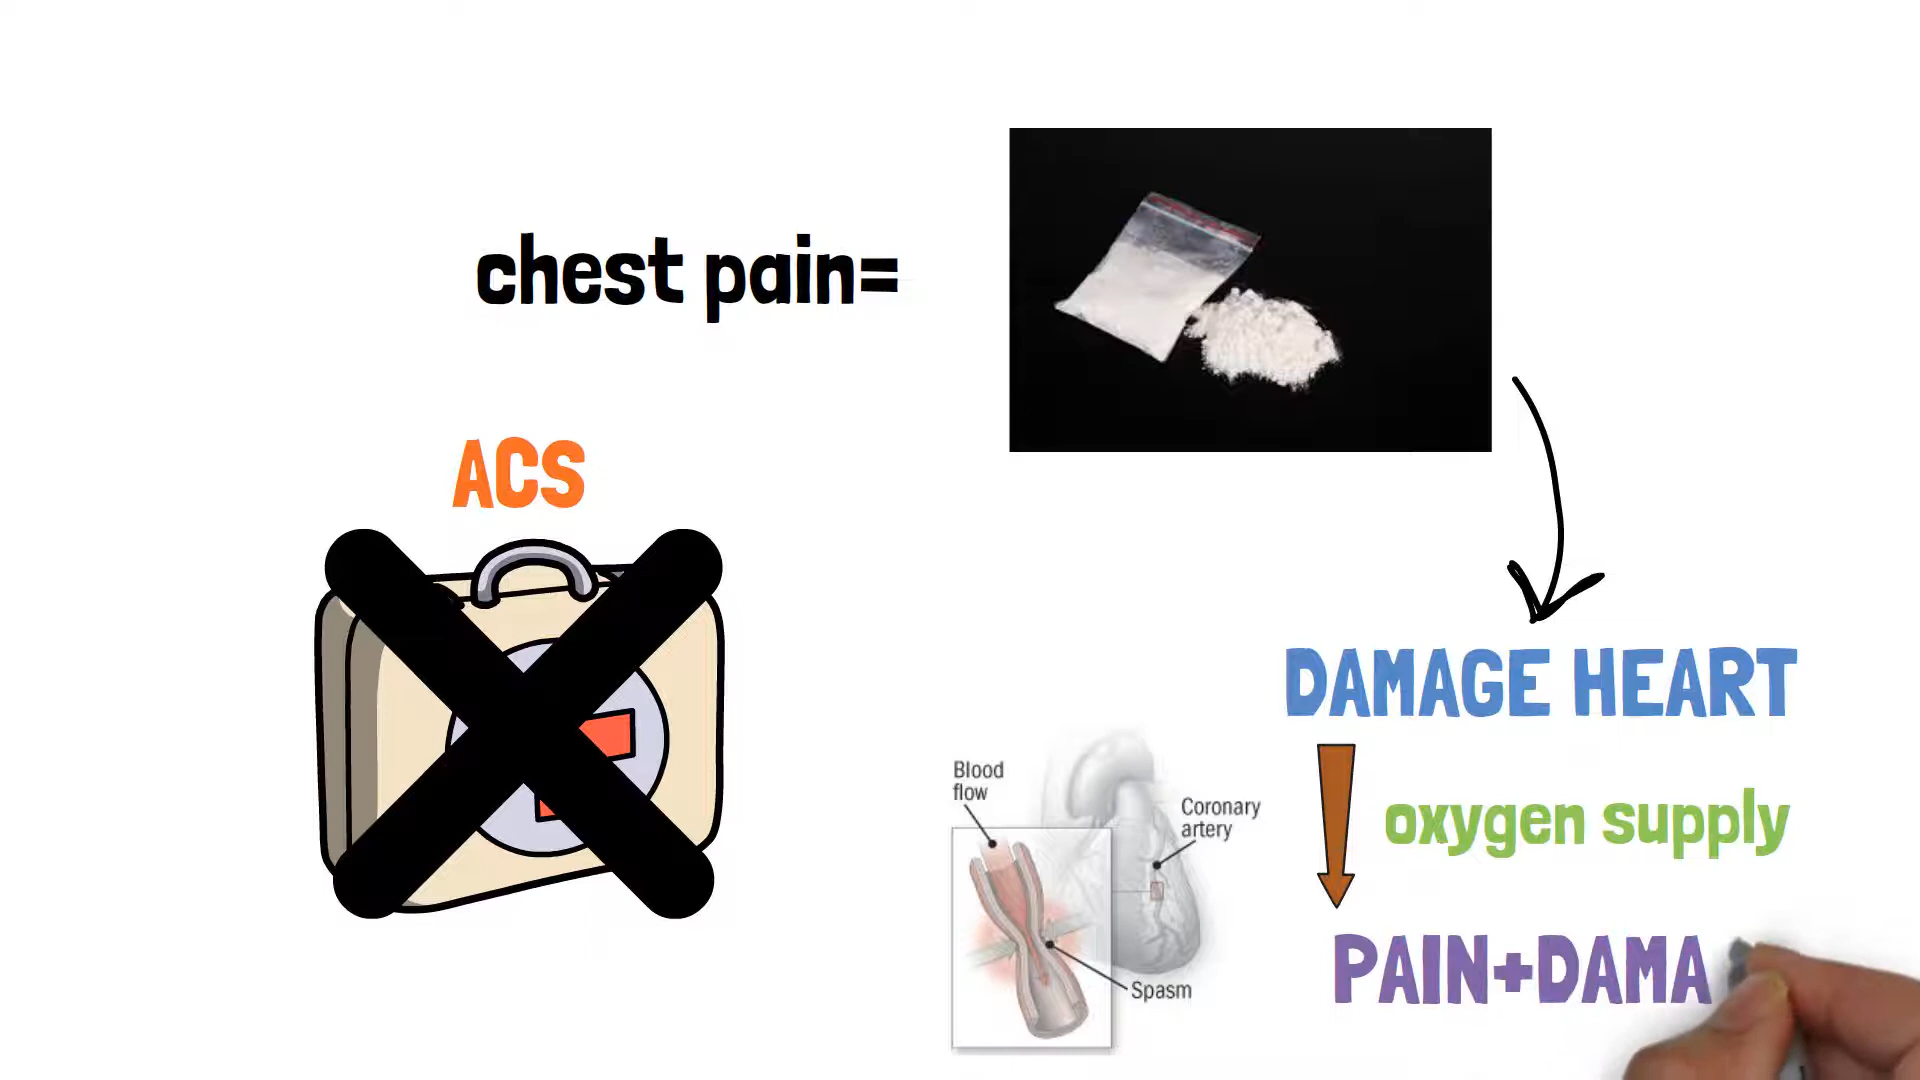 chest pain=
ACS
DAMAGE HEART
oxygen supply
Blood
flow
Coronary
artery
Spasm
PAIN+DAMA